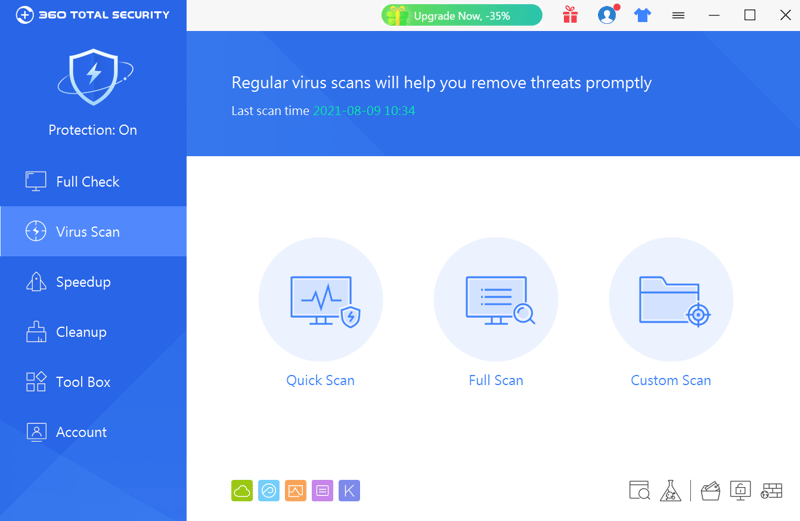 360 TOTAL SECURITY
Upgrade Now, -35%
Protection: On
Full Check
Virus Scan
Speedup
Cleanup
Tool Box
Account
Regular virus scans will help you remove threats promptly
Last scan time 2021-08-09 10:34
Quick Scan
Full Scan
Custom Scan
K